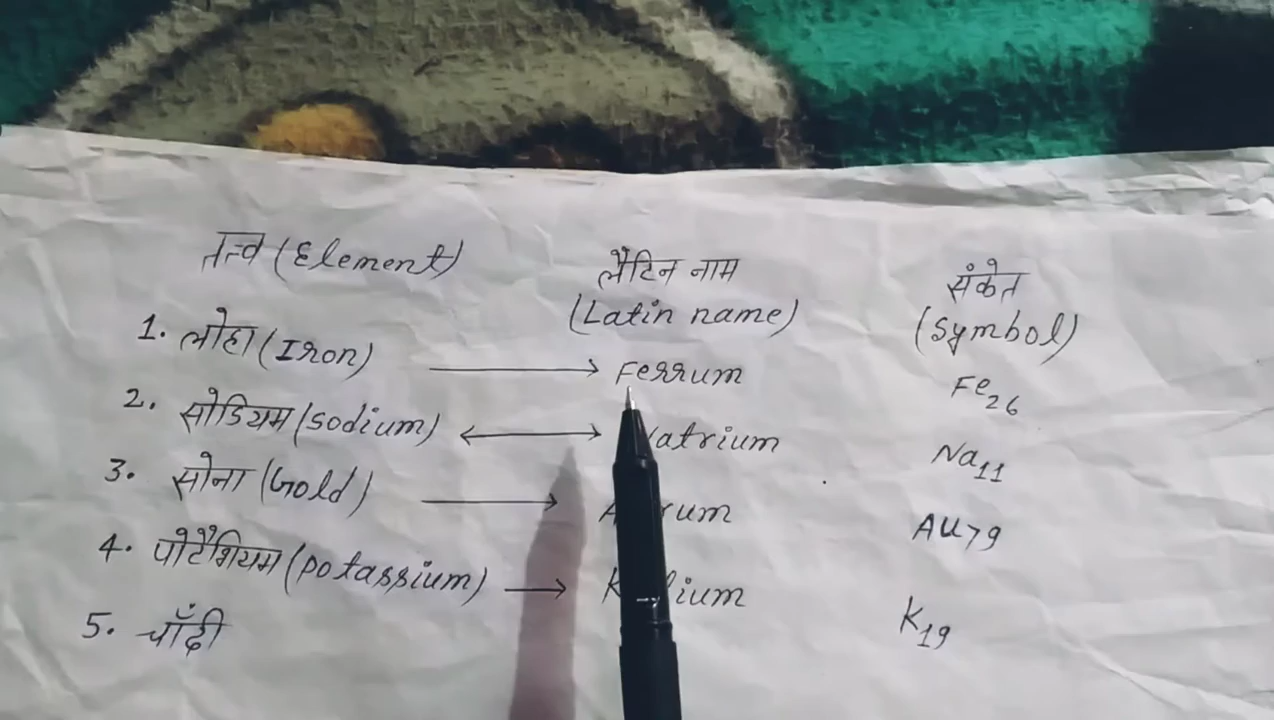 तत्व (Element) लैटिन नाम संकेत
(Latin name) (Symbol)
1. लोहा (Iron) → Ferrum Fe26
2. सोडियम (sodium) ↔ Na11
3. सोना (Gold) → Au79
4. पोटैशियम (potassium) → K19
5. चाँदी